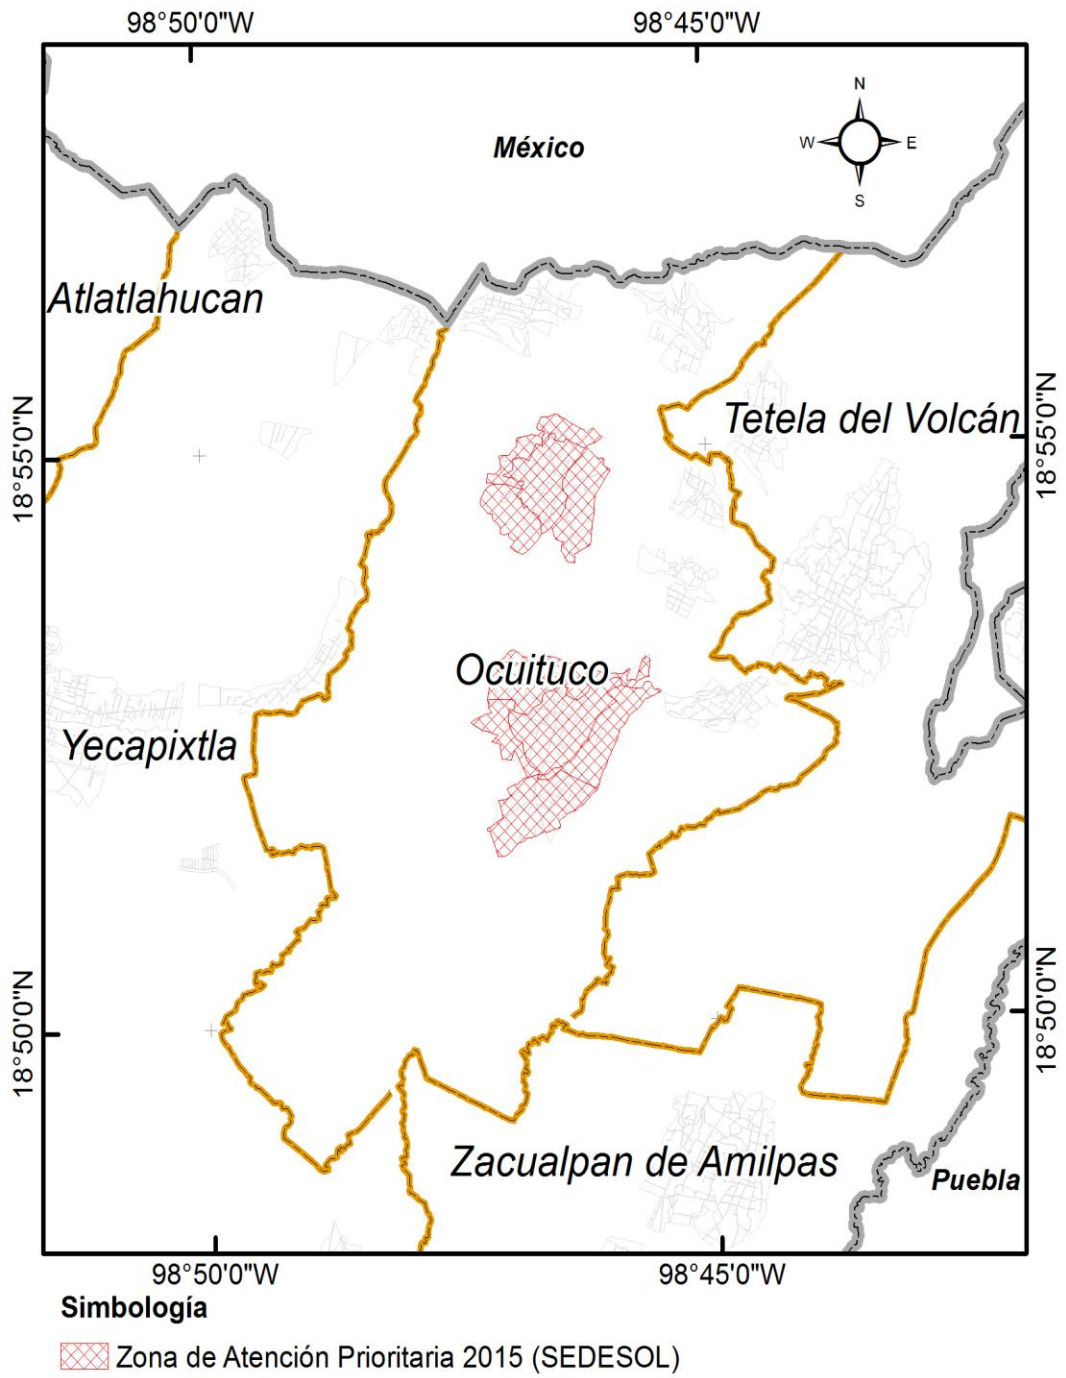 98°50'0"W 98°45'0"W
N
W E
S
México
Atlatlahucan
Tetela del Volcán
18°55'0"N 18°55'0"N
Ocuituco
Yecapixtla
18°50'0"N 18°50'0"N
Zacualpan de Amilpas
Puebla
98°50'0"W 98°45'0"W
Simbología
Zona de Atención Prioritaria 2015 (SEDESOL)